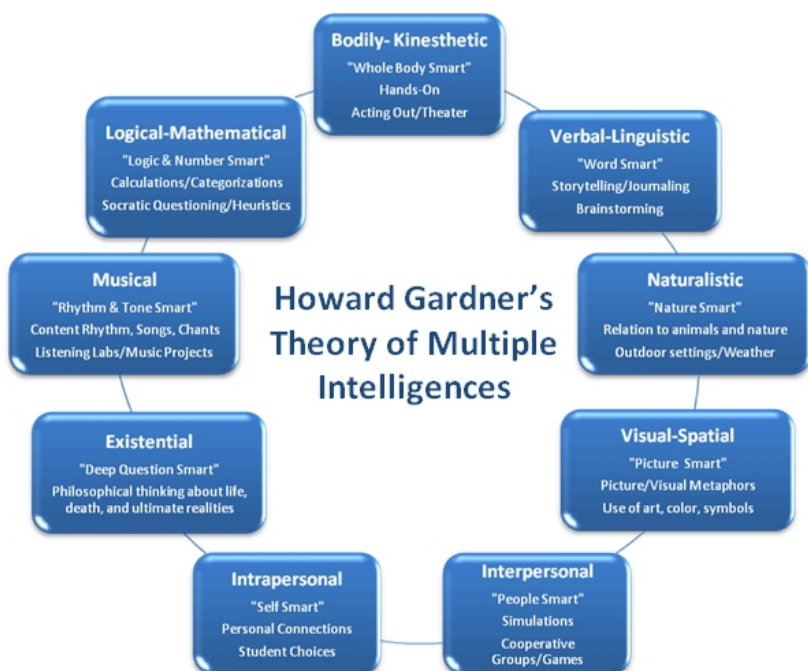 Bodily- Kinesthetic
"Whole Body Smart"
Hands-On
Acting Out/Theater
Verbal-Linguistic
"Word Smart"
Storytelling/Journaling
Brainstorming
Naturalistic
"Nature Smart"
Relation to animals and nature
Outdoor settings/Weather
Visual-Spatial
"Picture Smart"
Picture/Visual Metaphors
Use of art, color, symbols
Interpersonal
"People Smart"
Simulations
Cooperative
Groups/Games
Intrapersonal
"Self Smart"
Personal Connections
Student Choices
Existential
"Deep Question Smart"
Philosophical thinking about life,
death, and ultimate realities
Musical
"Rhythm & Tone Smart"
Content Rhythm, Songs, Chants
Listening Labs/Music Projects
Logical-Mathematical
"Logic & Number Smart"
Calculations/Categorizations
Socratic Questioning/Heuristics
Howard Gardner’s
Theory of Multiple
Intelligences